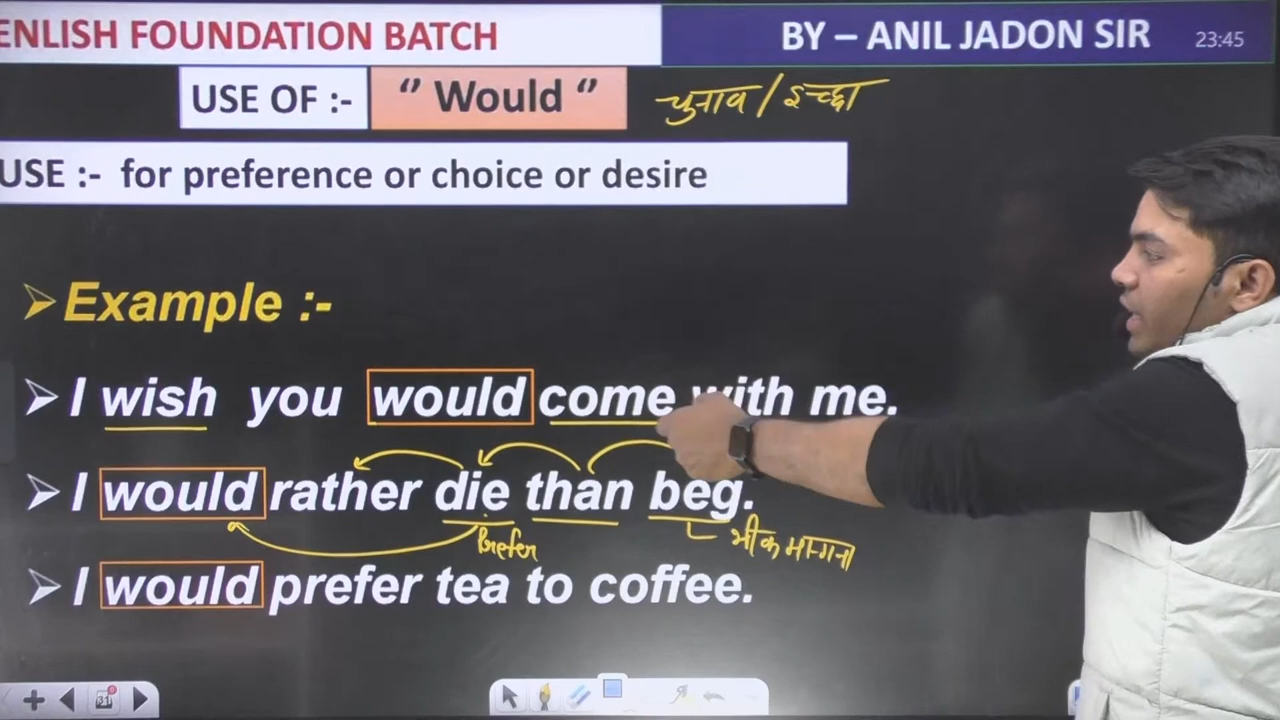 ENLISH FOUNDATION BATCH
BY – ANIL JADON SIR
23:45
USE OF :-
“ Would “
चुनाव / इच्छा
USE :- for preference or choice or desire
➢Example :-
➢I wish you would come with me.
➢I would rather die than beg.
Prefer
भीक मागना
➢I would prefer tea to coffee.
31